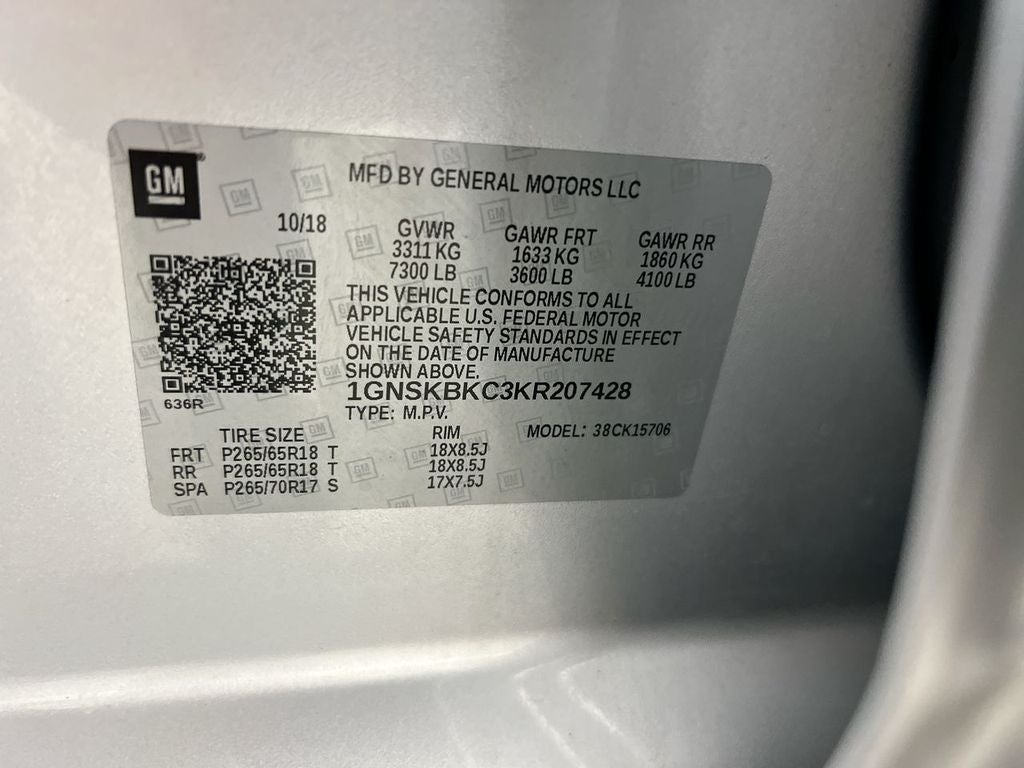 GM
MFD BY GENERAL MOTORS LLC
10/18
GVWR GAWR FRT GAWR RR
3311 KG 1633 KG 1860 KG
7300 LB 3600 LB 4100 LB
THIS VEHICLE CONFORMS TO ALL
APPLICABLE U.S. FEDERAL MOTOR
VEHICLE SAFETY STANDARDS IN EFFECT
ON THE DATE OF MANUFACTURE
SHOWN ABOVE.
1GNSKBKC3KR207428
636R
TYPE: M.P.V.
TIRE SIZE RIM MODEL: 38CK15706
FRT P265/65R18 T 18X8.5J
RR P265/65R18 T 18X8.5J
SPA P265/70R17 S 17X7.5J